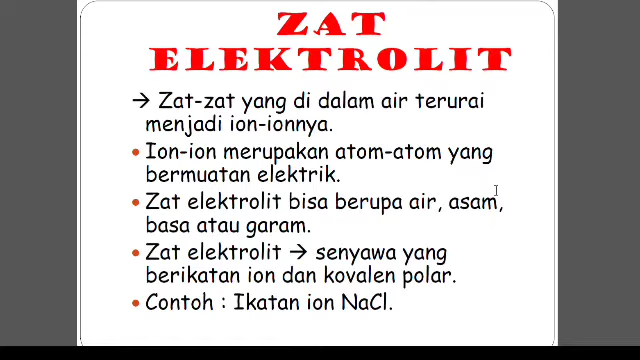 ZAT
ELEKTROLIT
→ Zat-zat yang di dalam air terurai
menjadi ion-ionnya.
• Ion-ion merupakan atom-atom yang
bermuatan elektrik.
• Zat elektrolit bisa berupa air, asam,
basa atau garam.
• Zat elektrolit → senyawa yang
berikatan ion dan kovalen polar.
• Contoh : Ikatan ion NaCl.